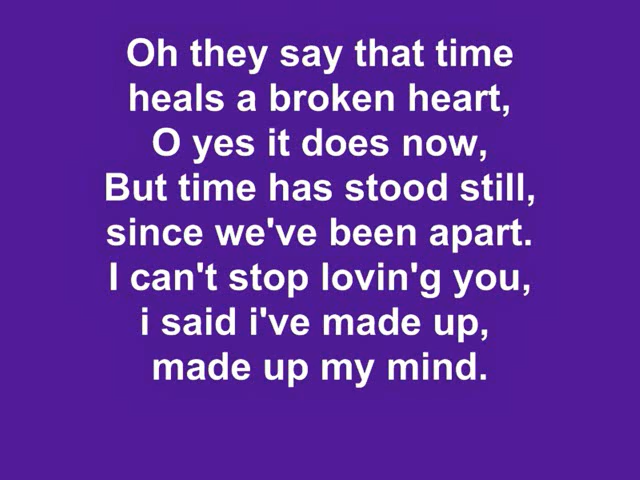 Oh they say that time
heals a broken heart,
O yes it does now,
But time has stood still,
since we've been apart.
I can't stop lovin'g you,
i said i've made up,
made up my mind.